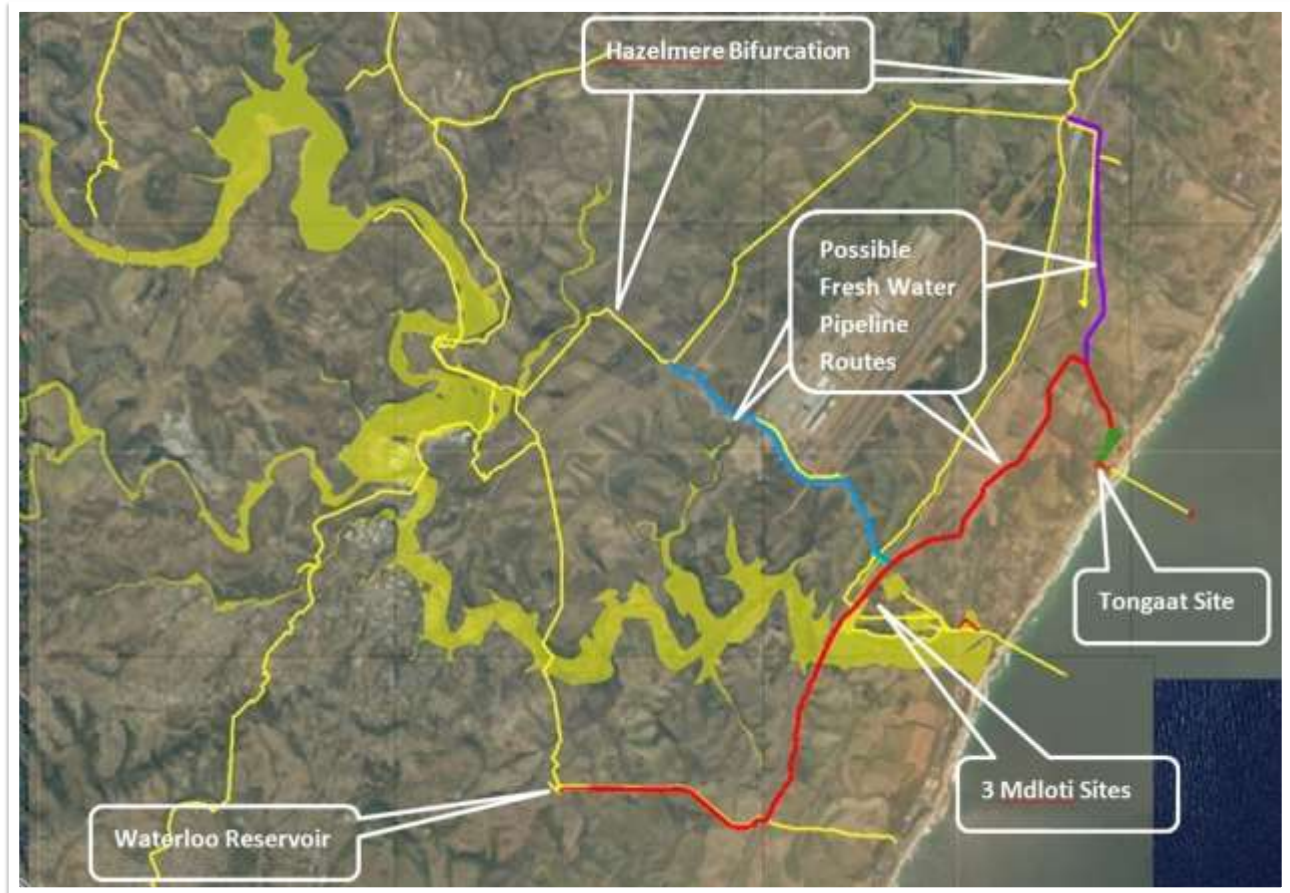 Hazelmere Bifurcation
Possible
Fresh Water
Pipeline
Routes
Tongaat Site
3 Mdloti Sites
Waterloo Reservoir